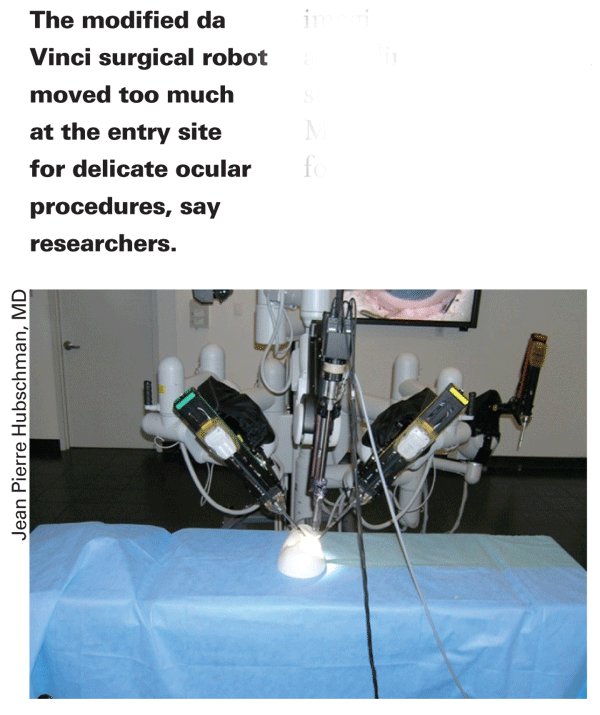 The modified da
Vinci surgical robot
moved too much
at the entry site
for delicate ocular
procedures, say
researchers.
Jean Pierre Hubschman, MD